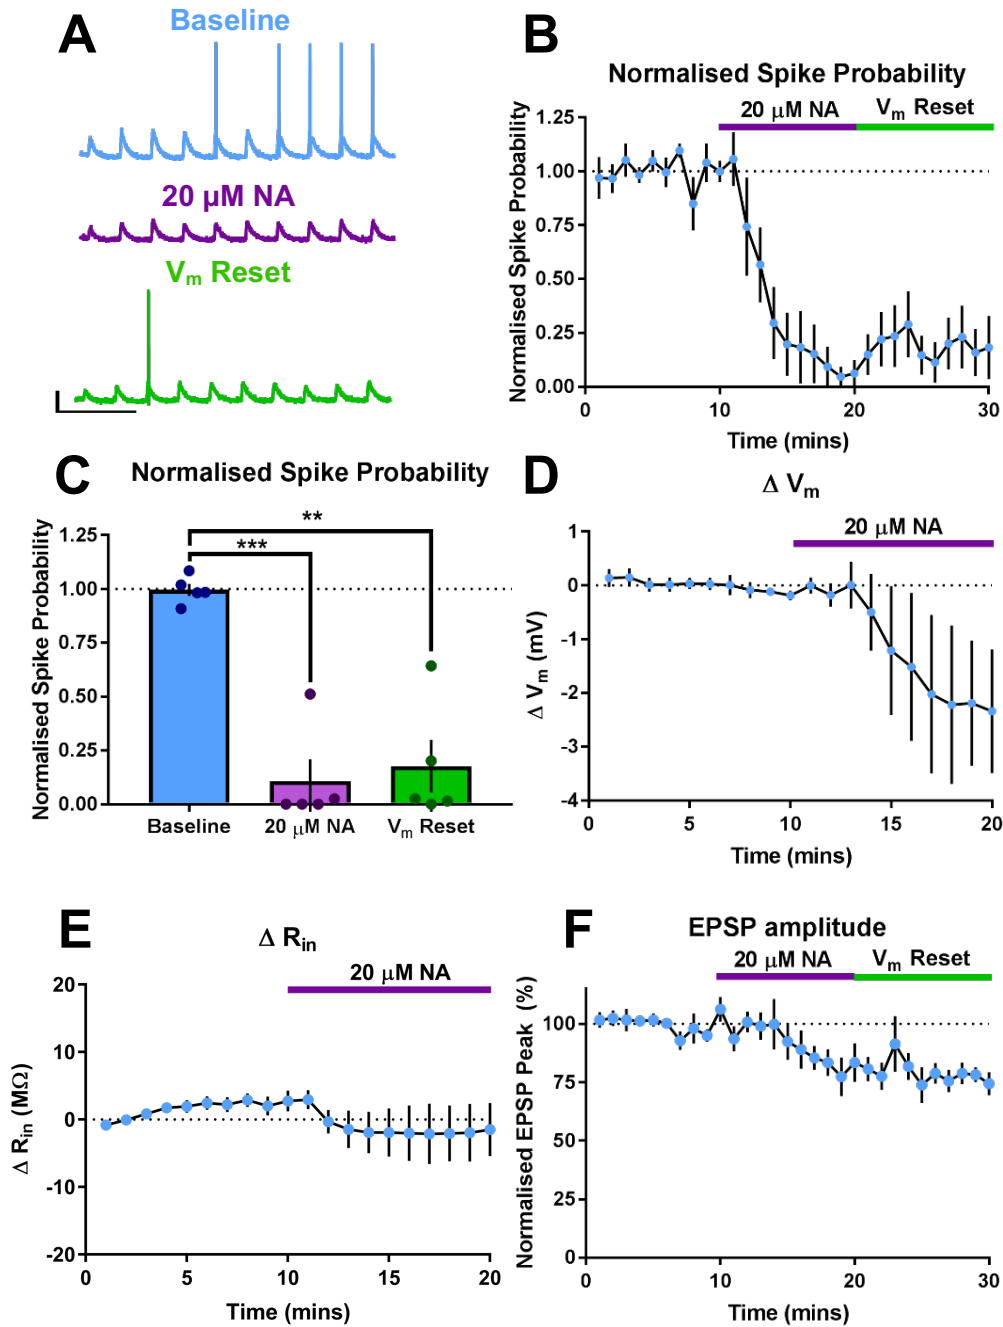 A
Baseline
20 µM NA
Vm Reset
B
Normalised Spike Probability
20 µM NA
Vm Reset
Normalised Spike Probability
1.25
1.00
0.75
0.50
0.25
0.00
0
10
20
30
Time (mins)
C
Normalised Spike Probability
**
***
Normalised Spike Probability
1.25
1.00
0.75
0.50
0.25
0.00
Baseline
20 µM NA
Vm Reset
D
Δ Vm
20 µM NA
Δ Vm (mV)
1
0
-1
-2
-3
-4
0
5
10
15
20
Time (mins)
E
Δ Rin
20 µM NA
Δ Rin (MΩ)
20
10
0
-10
-20
0
5
10
15
20
Time (mins)
F
EPSP amplitude
20 µM NA
Vm Reset
Normalised EPSP Peak (%)
100
75
50
25
0
0
10
20
30
Time (mins)